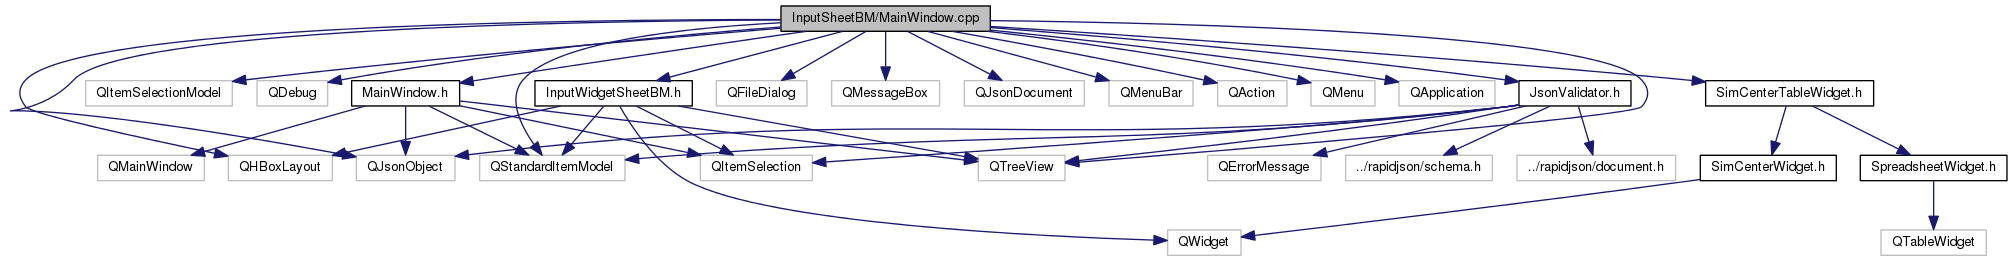 InputSheetBM/MainWindow.cpp
QItemSelectionModel
QDebug
MainWindow.h
InputWidgetSheetBM.h
QFileDialog
QMessageBox
QJsonDocument
QMenuBar
QAction
QMenu
QApplication
JsonValidator.h
SimCenterTableWidget.h
QMainWindow
QHBoxLayout
QJsonObject
QStandardItemModel
QItemSelection
QTreeView
QErrorMessage
../rapidjson/schema.h
../rapidjson/document.h
SimCenterWidget.h
SpreadsheetWidget.h
QWidget
QTableWidget